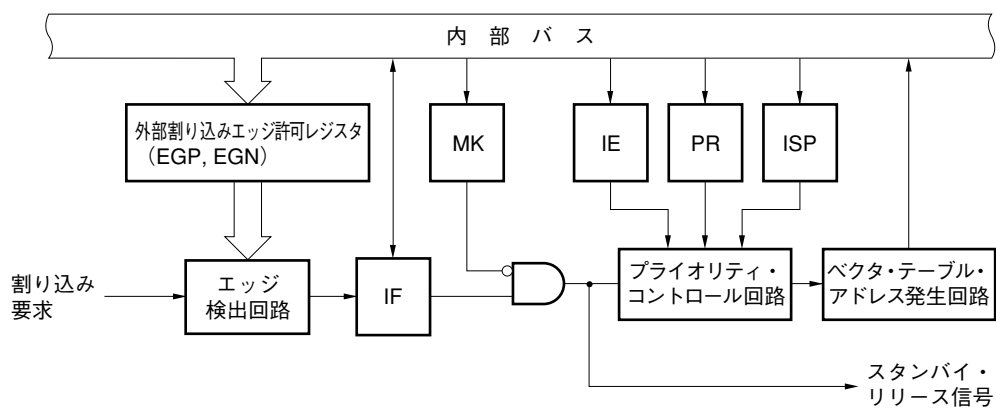 内部バス
外部割り込みエッジ許可レジスタ
（EGP, EGN）
MK
IE
PR
ISP
割り込み
要求
エッジ
検出回路
IF
プライオリティ・
コントロール回路
ベクタ・テーブル・
アドレス発生回路
スタンバイ・
リリース信号